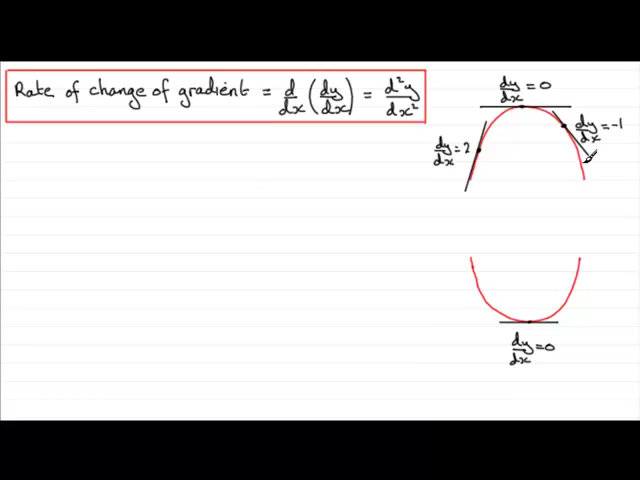 Rate of change of gradient = d/dx (dy/dx) = d²y/dx²
dy/dx = 0
dy/dx = 2
dy/dx = -1
dy/dx = 0